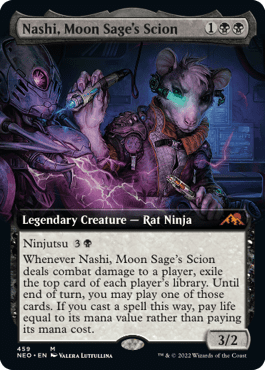 Nashi, Moon Sage's Scion 1
Legendary Creature — Rat Ninja
Ninjutsu 3
Whenever Nashi, Moon Sage's Scion
deals combat damage to a player, exile
the top card of each player's library. Until
end of turn, you may play one of those
cards. If you cast a spell this way, pay life
equal to its mana value rather than paying
its mana cost.
3/2
459 M
NEO • EN VALERA LUTFULLINA
™ & © 2022 Wizards of the Coast